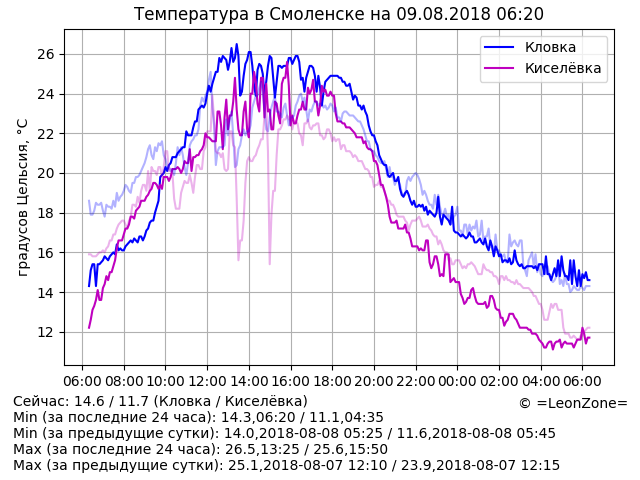 Температура в Смоленске на 09.08.2018 06:20
Кловка
Киселёвка
градусов Цельсия, °C
26
24
22
20
18
16
14
12
06:00 08:00 10:00 12:00 14:00 16:00 18:00 20:00 22:00 00:00 02:00 04:00 06:00
Сейчас: 14.6 / 11.7 (Кловка / Киселёвка)
© =LeonZone=
Min (за последние 24 часа): 14.3,06:20 / 11.1,04:35
Min (за предыдущие сутки): 14.0,2018-08-08 05:25 / 11.6,2018-08-08 05:45
Max (за последние 24 часа): 26.5,13:25 / 25.6,15:50
Max (за предыдущие сутки): 25.1,2018-08-07 12:10 / 23.9,2018-08-07 12:15